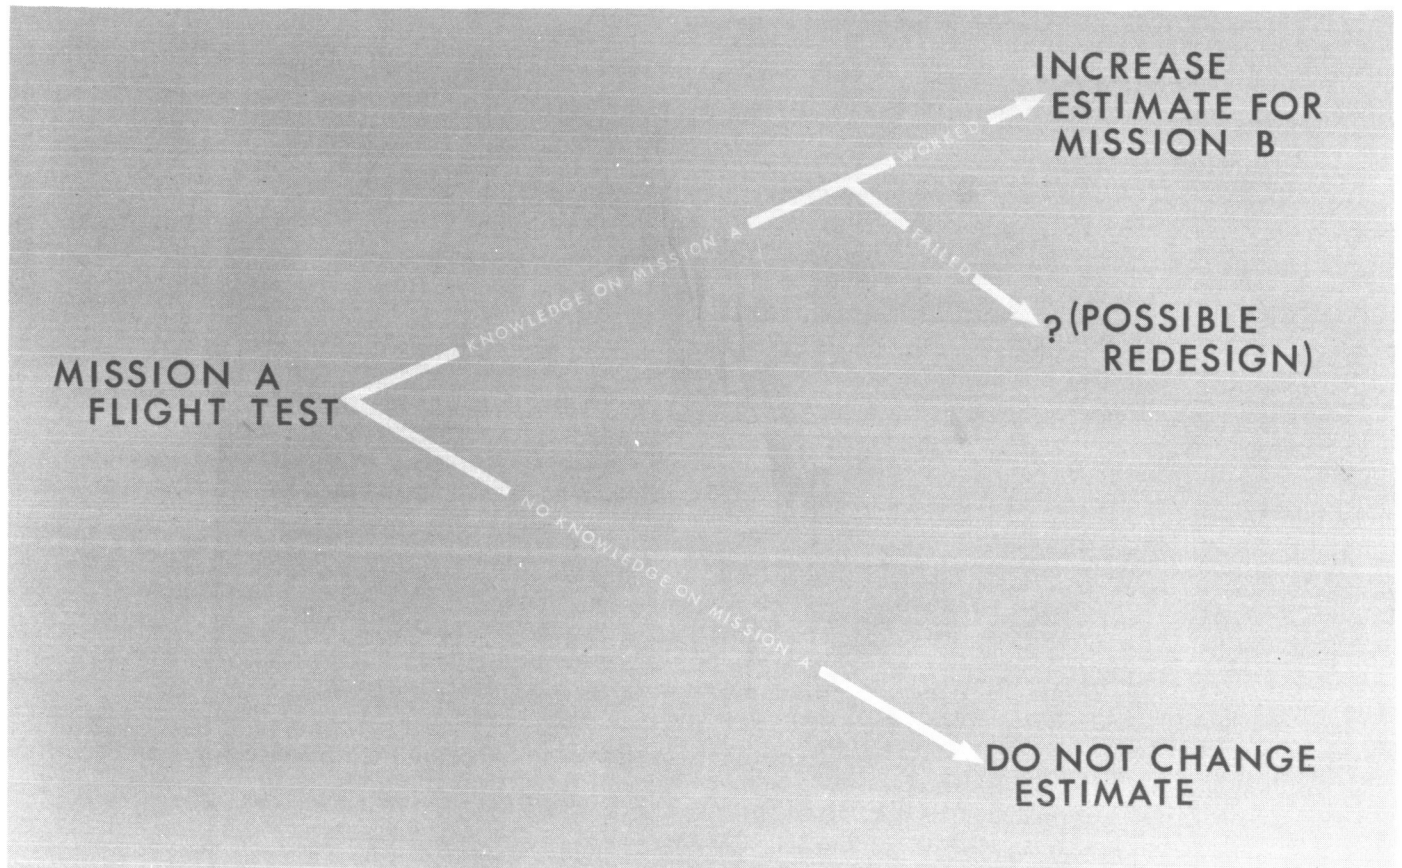 INCREASE
ESTIMATE FOR
MISSION B
WORKED
KNOWLEDGE ON MISSION A
FAILED
? (POSSIBLE
REDESIGN)
MISSION A
FLIGHT TEST
NO KNOWLEDGE ON MISSION A
DO NOT CHANGE
ESTIMATE